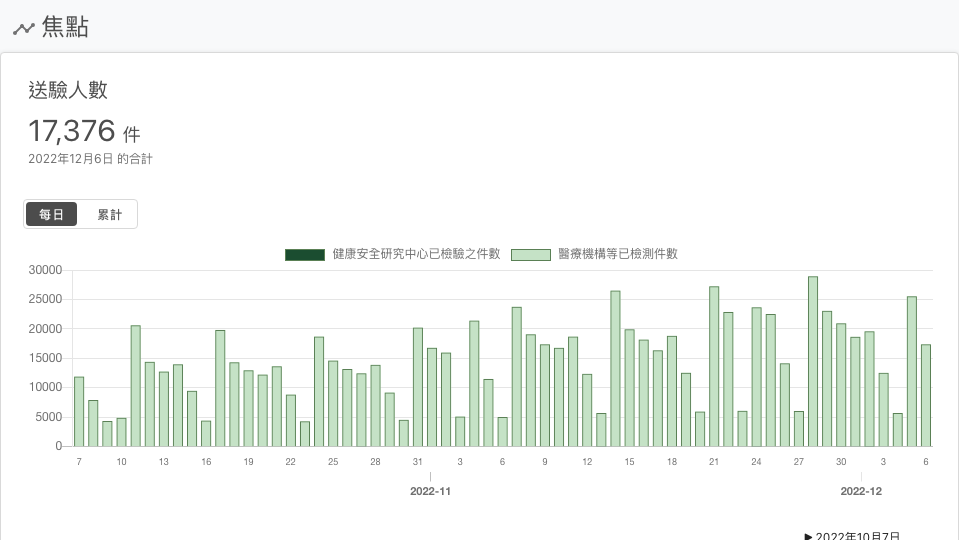 焦點
送驗人數
17,376 件
2022年12月6日 的合計
每日 累計
健康安全研究中心已檢驗之件數 醫療機構等已檢測件數
30000
25000
20000
15000
10000
5000
0
7 10 13 16 19 22 25 28 31 3 6 9 12 15 18 21 24 27 30 3 6
2022-11 2022-12
2022年10月7日